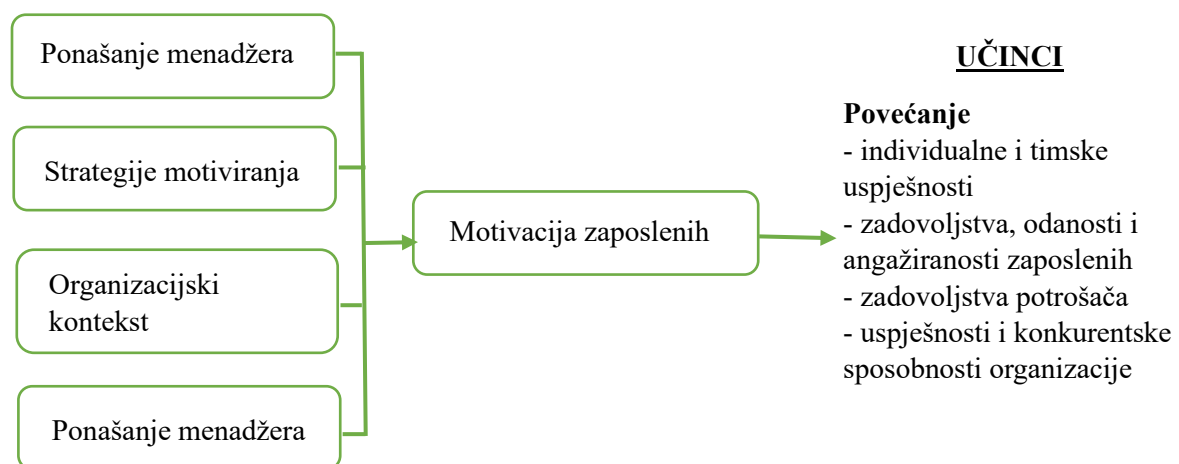 Ponašanje menadžera
Strategije motiviranja
Organizacijski
kontekst
Ponašanje menadžera
Motivacija zaposlenih
UČINCI
Povećanje
- individualne i timske
uspješnosti
- zadovoljstva, odanosti i
angažiranosti zaposlenih
- zadovoljstva potrošača
- uspješnosti i konkurentske
sposobnosti organizacije